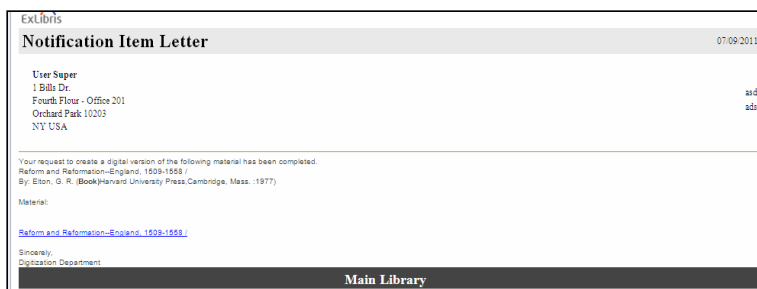 ExLibris
Notification Item Letter
07/09/2011
User Super
1 Bills Dr.
Fourth Flour - Office 201
Orchard Park 10203
NY USA
asd
ads
Your request to create a digital version of the following material has been completed.
Reform and Reformation--England, 1509-1558 /
By: Elton, G. R. (Book)Harvard University Press,Cambridge, Mass. :1977)
Material:
Reform and Reformation--England, 1509-1558 /
Sincerely,
Digitization Department
Main Library